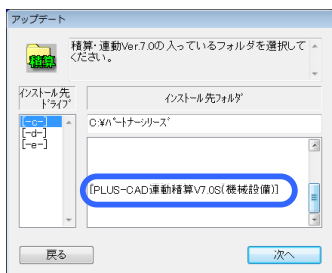 アップデート
積算
積算・連動Ver.7.0の入っているフォルダを選択して
ください。
インストール先
ドライブ
インストール先フォルダ
[-c-]
[-d-]
[-e-]
C:¥パートナーシリーズ
[PLUS-CAD連動積算V7.0S(機械設備)]
戻る
次へ